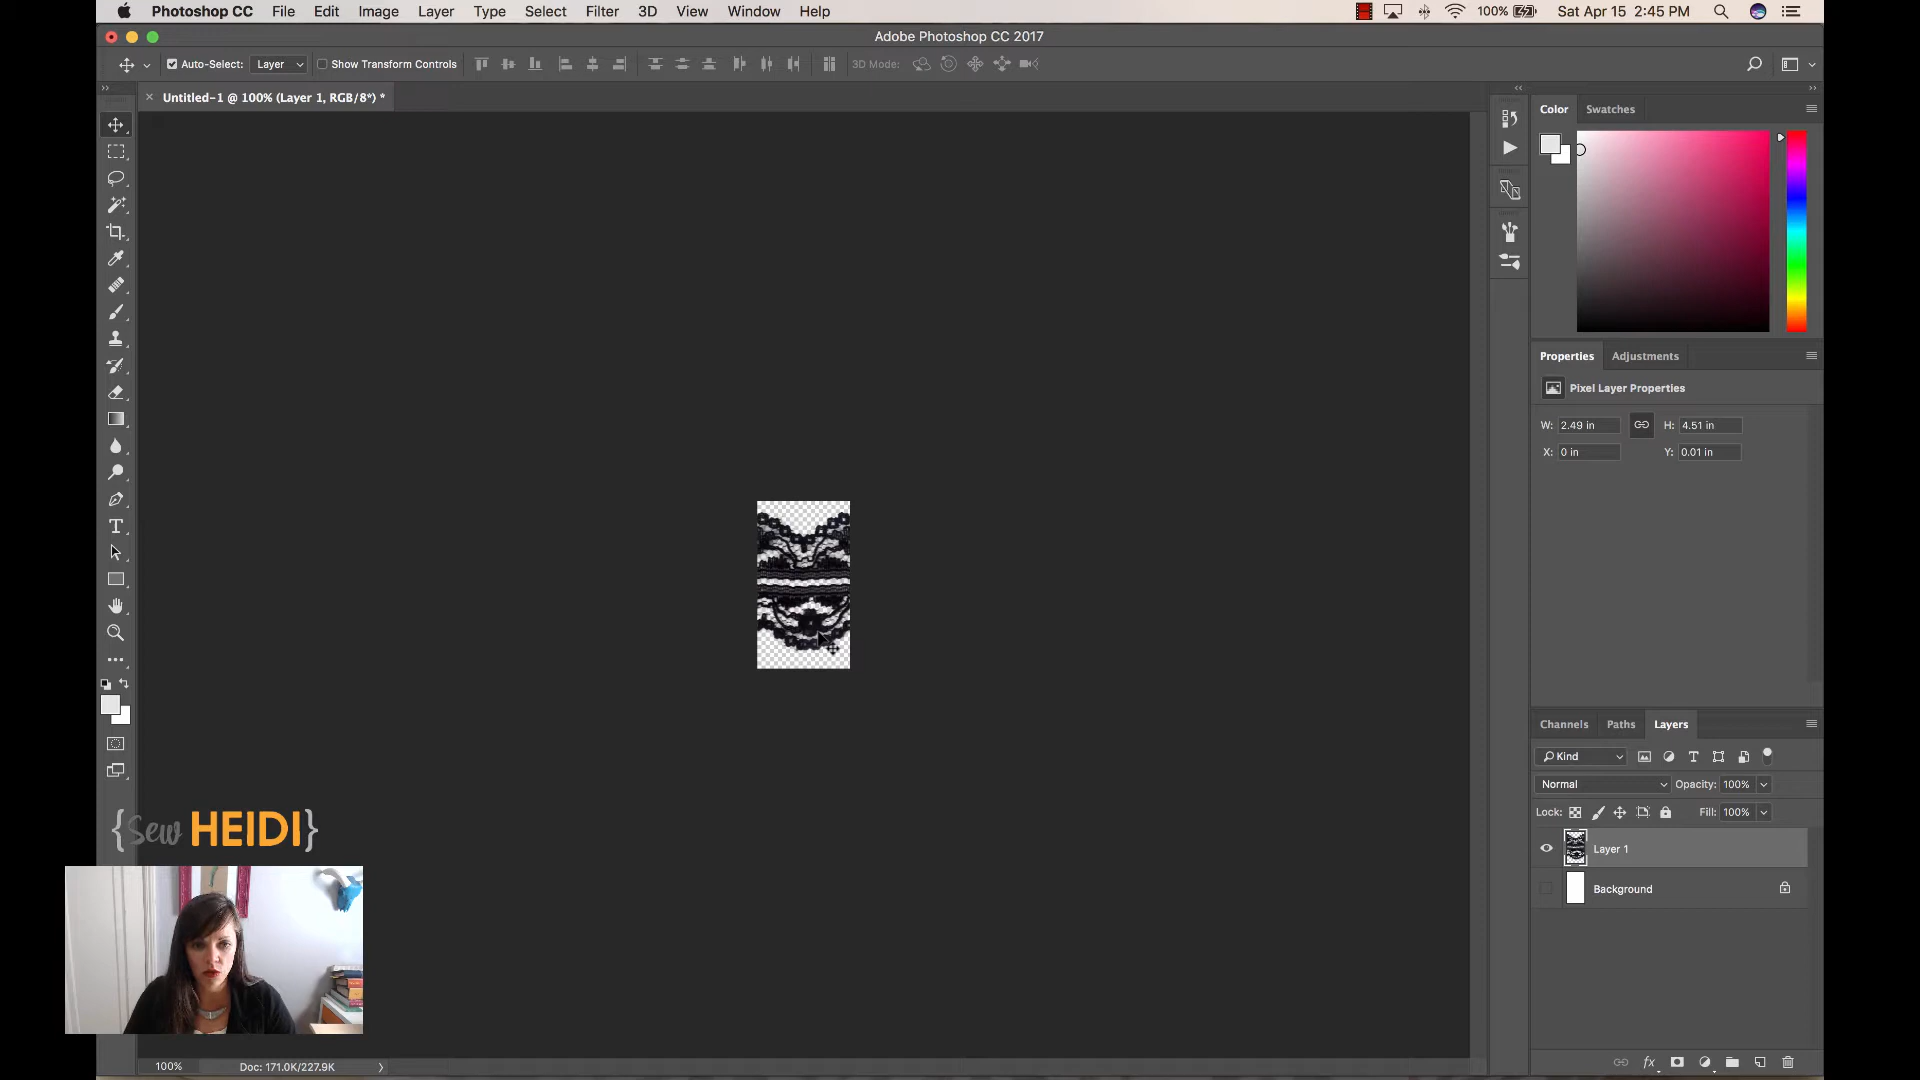 Photoshop CC File Edit Image Layer Type Select Filter 3D View Window Help 100% Sat Apr 15 2:45 PM
Adobe Photoshop CC 2017
Auto-Select: Layer Show Transform Controls 3D Mode:
Untitled-1 @ 100% (Layer 1, RGB/8*) *
Color Swatches
Properties Adjustments
Pixel Layer Properties
W: 2.49 in H: 4.51 in
X: 0 in Y: 0.01 in
Channels Paths Layers
Kind
Normal Opacity: 100%
Lock: Fill: 100%
Layer 1
Background
{Sew HEIDI}
100% Doc: 171.0K/227.9K